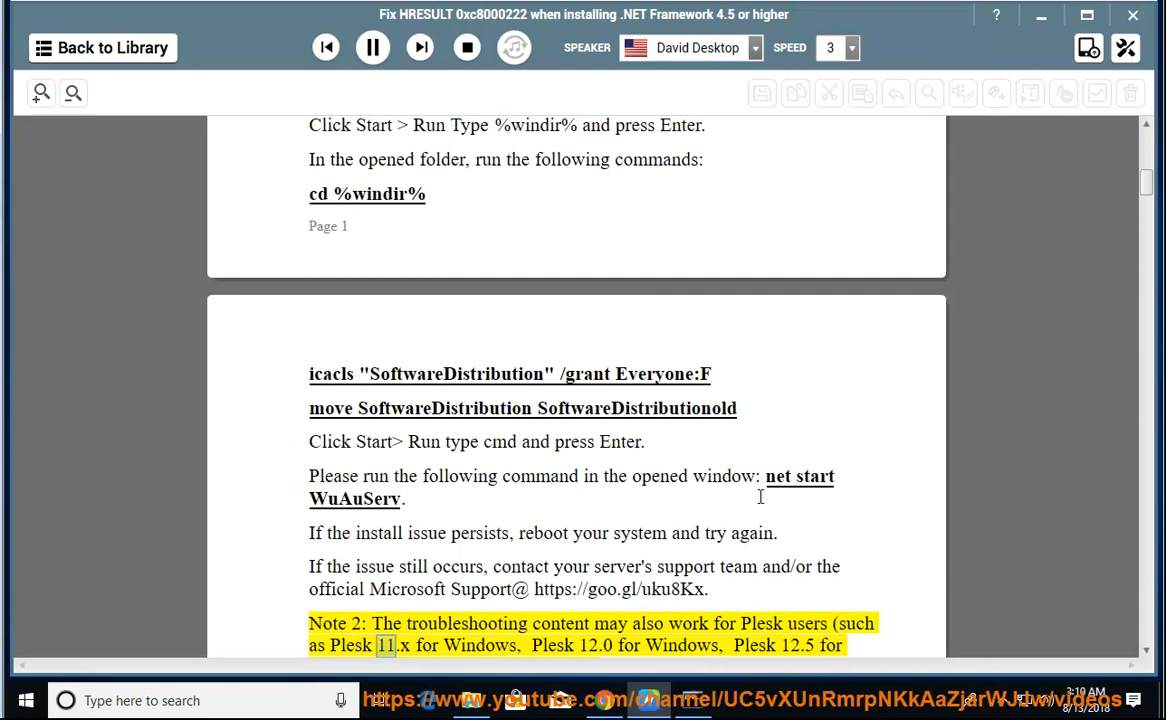 Fix HRESULT 0xc8000222 when installing .NET Framework 4.5 or higher
Back to Library
SPEAKER David Desktop SPEED 3
Click Start > Run Type %windir% and press Enter.
In the opened folder, run the following commands:
cd %windir%
Page 1
icacls "SoftwareDistribution" /grant Everyone:F
move SoftwareDistribution SoftwareDistributionold
Click Start> Run type cmd and press Enter.
Please run the following command in the opened window: net start
WuAuServ.
If the install issue persists, reboot your system and try again.
If the issue still occurs, contact your server's support team and/or the
official Microsoft Support@ https://goo.gl/uku8Kx.
Note 2: The troubleshooting content may also work for Plesk users (such
as Plesk 11.x for Windows, Plesk 12.0 for Windows, Plesk 12.5 for
Type here to search
https://www.youtube.com/channel/UC5vXUnRmrpNKkAaZjarWJLw/videos
3:10 AM
8/13/2018